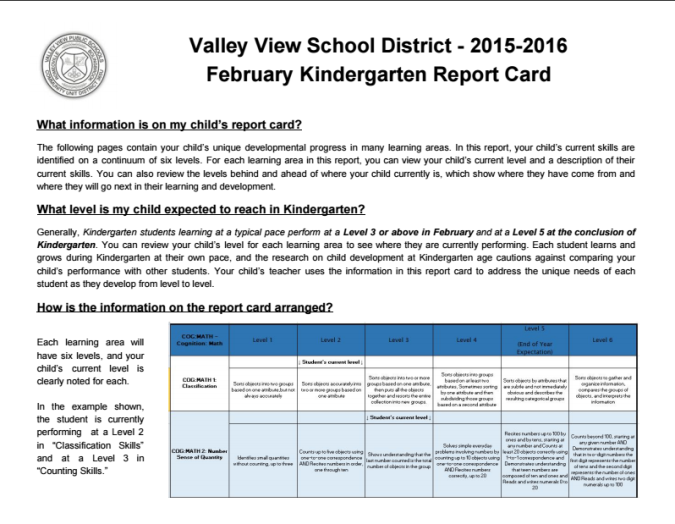 Valley View School District - 2015-2016
February Kindergarten Report Card
What information is on my child's report card?
The following pages contain your child's unique developmental progress in many learning areas. In this report, your child's current skills are
identified on a continuum of six levels. For each learning area in this report, you can view your child's current level and a description of their
current skills. You can also review the levels behind and ahead of where your child currently is, which show where they have come from and
where they will go next in their learning and development.
What level is my child expected to reach in Kindergarten?
Generally, Kindergarten students learning at a typical pace perform at a Level 3 or above in February and at a Level 5 at the conclusion of
Kindergarten. You can review your child's level for each learning area to see where they are currently performing. Each student learns and
grows during Kindergarten at their own pace, and the research on child development at Kindergarten age cautions against comparing your
child's performance with other students. Your child's teacher uses the information in this report card to address the unique needs of each
student as they develop from level to level.
How is the information on the report card arranged?
Each learning area will
have six levels, and your
child's current level is
clearly noted for each.
In the example shown,
the student is currently
performing at a Level 2
in "Classification Skills"
and at a Level 3 in
"Counting Skills."
COG:MATH –
Cognition: Math
Level 1
Level 2
Level 3
Level 4
Level 5
(End of Year
Expectation)
Level 6
↓ Student's current level ↓
COG:MATH 1:
Classification
Sorts objects into two groups
based on one attribute, but not
always accurately
Sorts objects accurately into
two or more groups based on
one attribute
Sorts objects into two or more
groups based on one attribute,
then puts all the objects
together and resorts the entire
collection into new groups.
Sorts objects into groups
based on at least two
attributes, Sometimes sorting
by one attribute and then
subdividing those groups
based on a second attribute
Sorts objects by attributes that
are subtle and not immediately
obvious and describes the
resulting categorical groups
Sorts objects to gather and
organize information,
compares the groups of
objects, and interprets the
information
↓ Student's current level ↓
COG:MATH 2: Number
Sense of Quantity
Identifies small quantities
without counting, up to three
Counts up to five objects using
one-to-one correspondence
AND Recites numbers in order,
one through ten
Shows understanding that the
last number counted is the total
number of objects in the group
Solves simple everyday
problems involving numbers by
counting up to 10 objects using
one-to-one correspondence
AND Recites numbers
correctly, up to 20
Recites numbers up to 100 by
ones and by tens, starting at
any number and Counts at
least 20 objects correctly using
1-to-1 correspondence and
Demonstrates understanding
that teen numbers are
composed of ten and ones and
Reads and writes numerals 0 to
20
Counts beyond 100, starting at
any given number AND
Demonstrates understanding
that in two-digit numbers the
first digit represents the number
of tens and the second digit
represents the number of ones
AND Reads and writes two digit
numerals up to 100